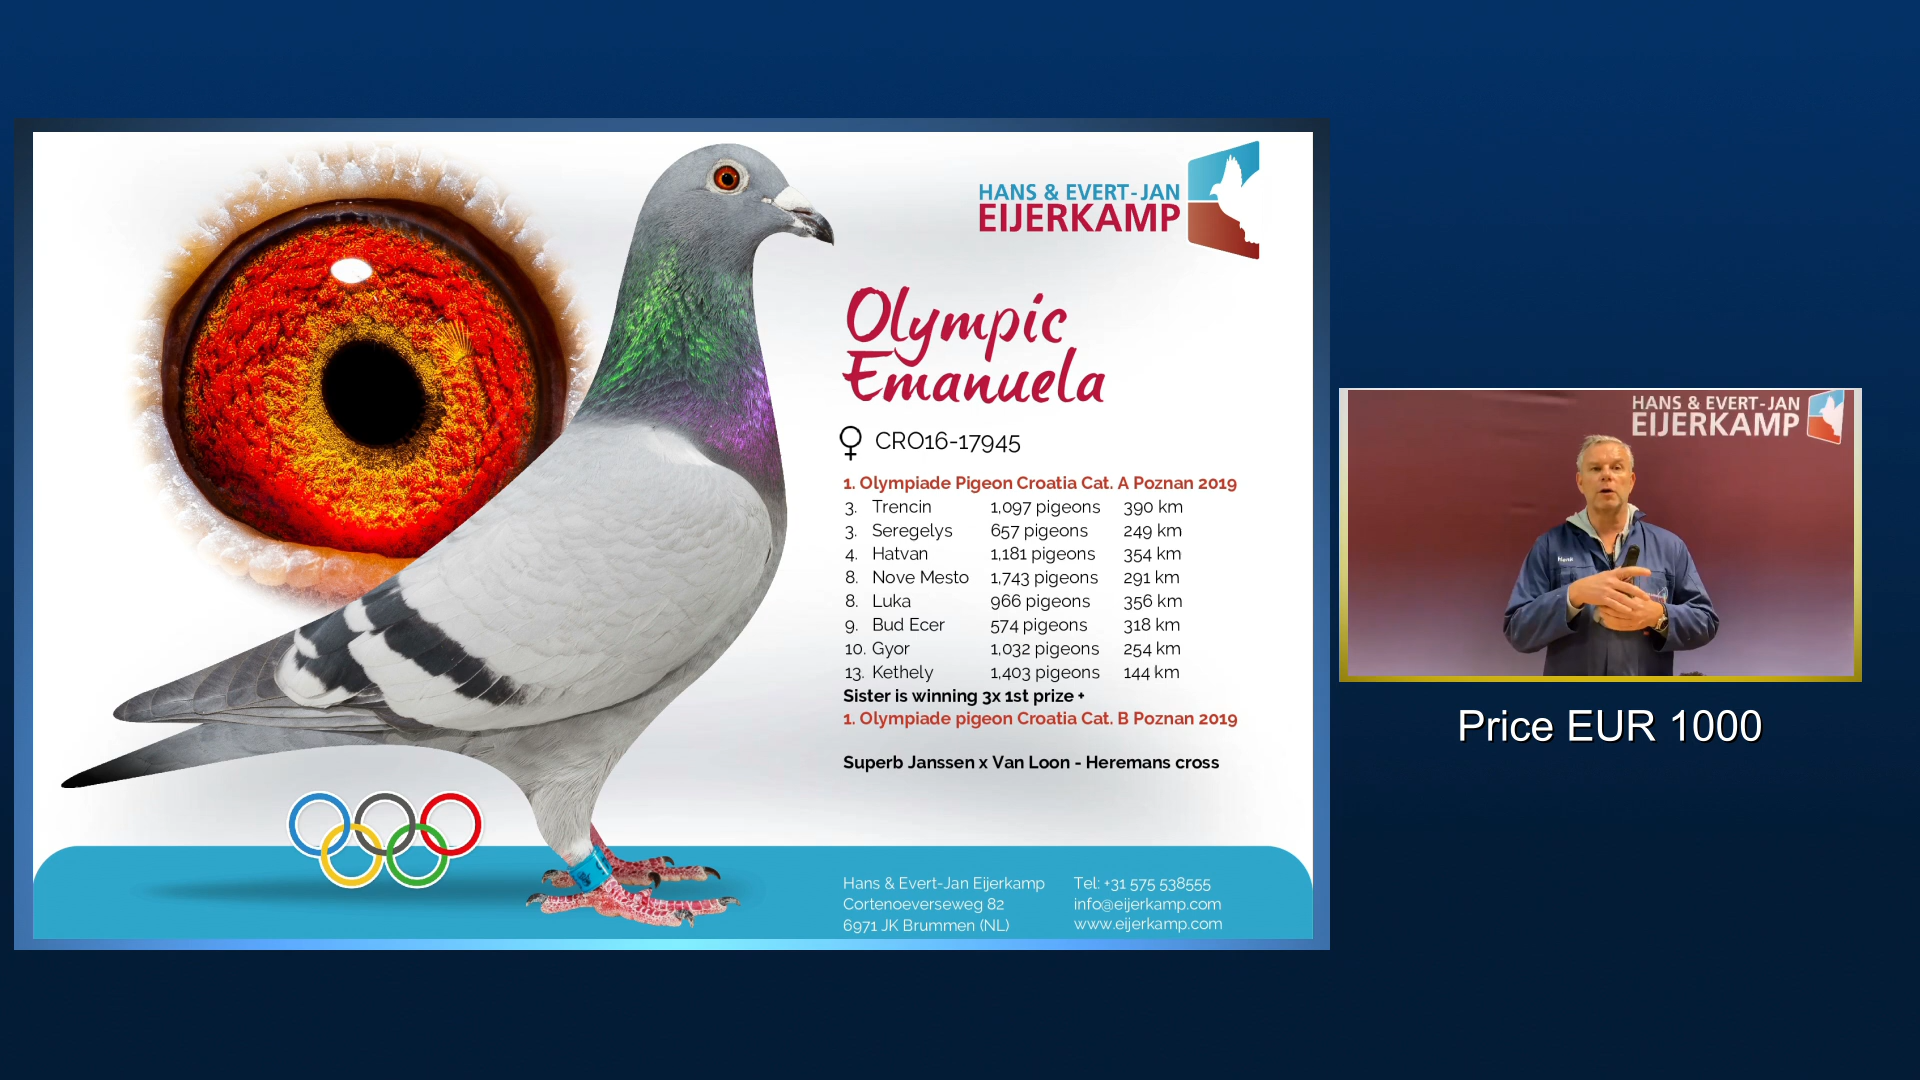 HANS & EVERT-JAN
EIJERKAMP
Olympic
Emanuela
♀ CRO16-17945
1. Olympiade Pigeon Croatia Cat. A Poznan 2019
3. Trencin 1,097 pigeons 390 km
3. Seregelys 657 pigeons 249 km
4. Hatvan 1,181 pigeons 354 km
8. Nove Mesto 1,743 pigeons 291 km
8. Luka 966 pigeons 356 km
9. Bud Ecer 574 pigeons 318 km
10. Gyor 1,032 pigeons 254 km
13. Kethely 1,403 pigeons 144 km
Sister is winning 3x 1st prize +
1. Olympiade pigeon Croatia Cat. B Poznan 2019
Superb Janssen x Van Loon - Heremans cross
Hans & Evert-Jan Eijerkamp
Cortenoeverseweg 82
6971 JK Brummen (NL)
Tel: +31 575 538555
info@eijerkamp.com
www.eijerkamp.com
HANS & EVERT-JAN
EIJERKAMP
Henk
Price EUR 1000